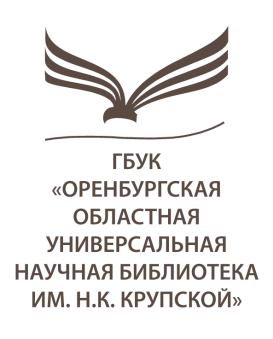 ГБУК
«ОРЕНБУРГСКАЯ
ОБЛАСТНАЯ
УНИВЕРСАЛЬНАЯ
НАУЧНАЯ БИБЛИОТЕКА
ИМ. Н.К. КРУПСКОЙ»